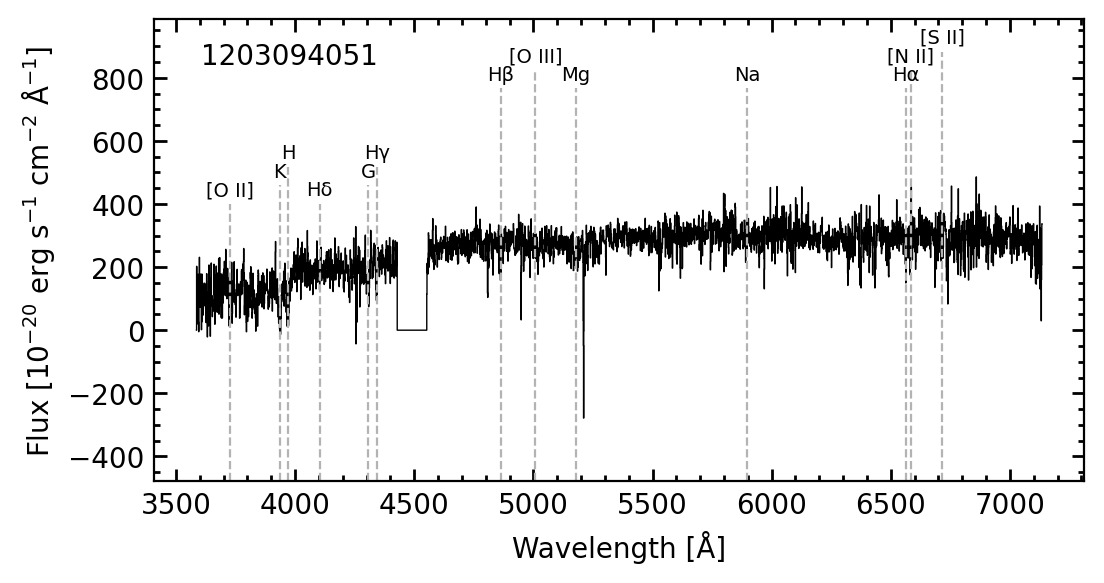 1203094051
[S II]
[O III] [N II]
Hβ Mg Na Hα
H Hγ
K G
[O II] Hδ
800
600
400
200
0
−200
−400
Flux [10⁻²⁰ erg s⁻¹ cm⁻² Å⁻¹]
3500 4000 4500 5000 5500 6000 6500 7000
Wavelength [Å]